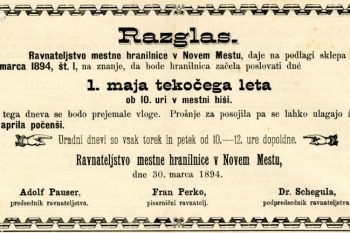 Razglas.
Ravnateljstvo mestne hranilnice v Novem Mestu, daje na podlagi sklepa
marca 1894, št. 1, na znanje, da bode hranilnica začela poslovati dné
1. maja tekočega leta
ob 10. uri v mestni hiši.
tega dneva se bodo prejemale vloge. Prošnje za posojila pa se lahko ulagajo
aprila počenši.
Uradni dnevi so vsak torek in petek od 10.—12. ure dopoldne.
Ravnateljstvo mestne hranilnice v Novem Mestu,
dne 30. marca 1894.
Adolf Pauser, Fran Perko, Dr. Schegula,
predsednik ravnateljstva. pisarnični ravnatelj. podpredsednik ravnateljstva.